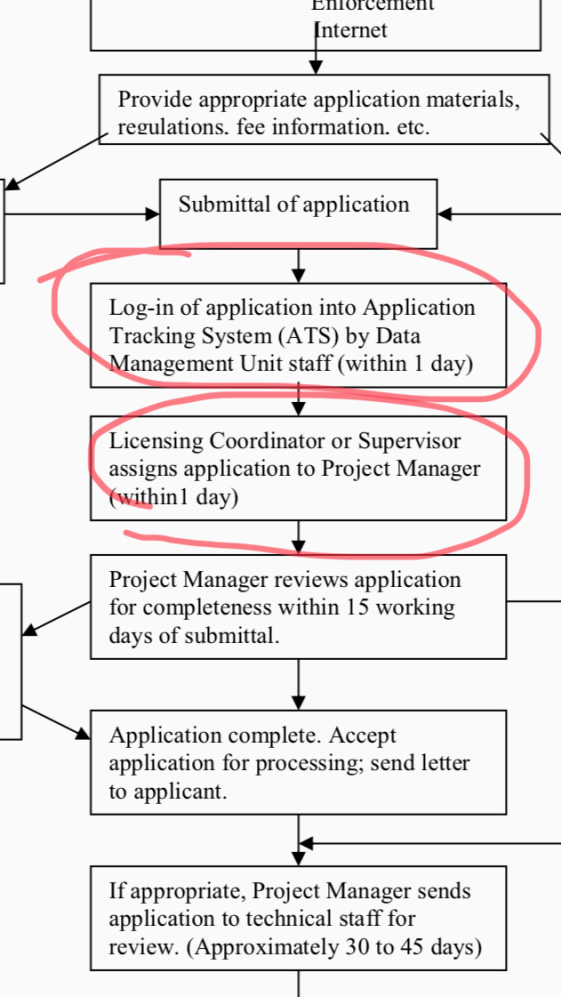 Enforcement
Internet
Provide appropriate application materials,
regulations, fee information, etc.
Submittal of application
Log-in of application into Application
Tracking System (ATS) by Data
Management Unit staff (within 1 day)
Licensing Coordinator or Supervisor
assigns application to Project Manager
(within1 day)
Project Manager reviews application
for completeness within 15 working
days of submittal.
Application complete. Accept
application for processing; send letter
to applicant.
If appropriate, Project Manager sends
application to technical staff for
review. (Approximately 30 to 45 days)